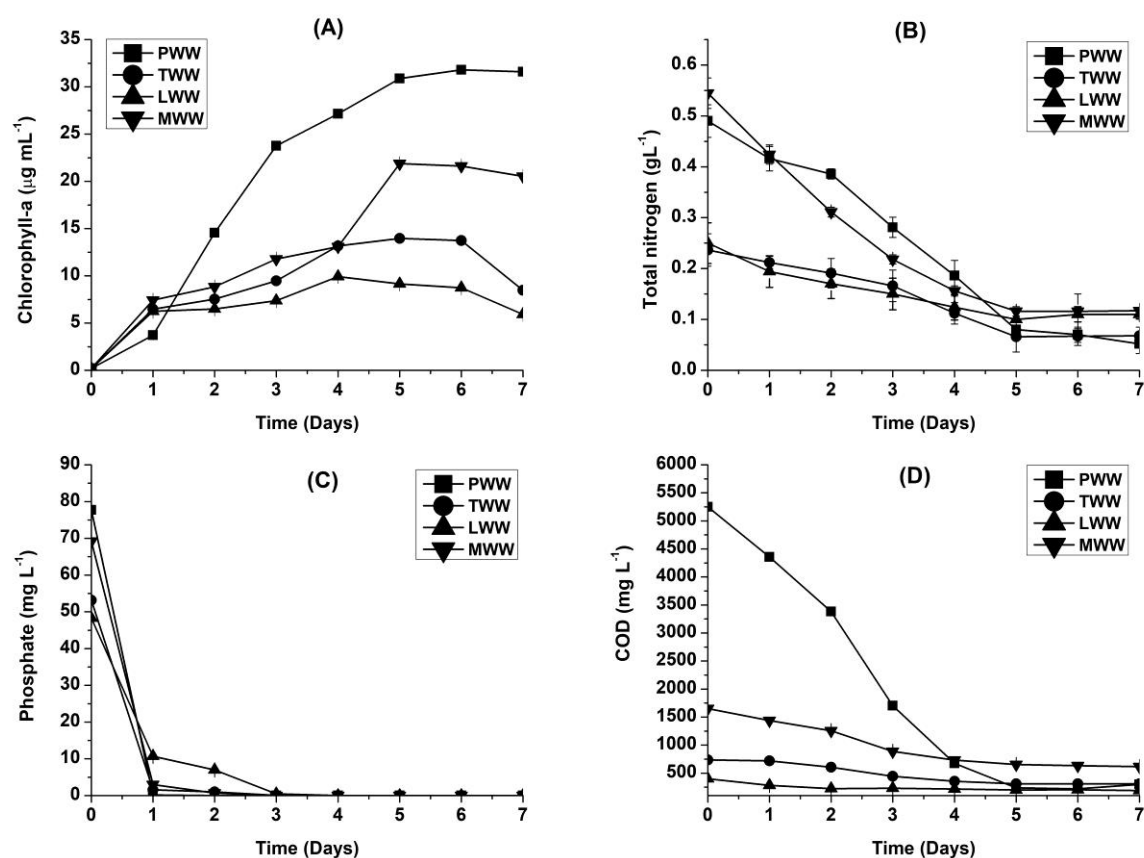 (A)
35
30
25
20
15
10
5
0
Chlorophyll-a (μg mL-1)
PWW
TWW
LWW
MWW
0 1 2 3 4 5 6 7
Time (Days)
(B)
0.6
0.5
0.4
0.3
0.2
0.1
0.0
Total nitrogen (gL-1)
PWW
TWW
LWW
MWW
0 1 2 3 4 5 6 7
Time (Days)
(C)
90
80
70
60
50
40
30
20
10
0
Phosphate (mg L-1)
PWW
TWW
LWW
MWW
0 1 2 3 4 5 6 7
Time (Days)
(D)
6000
5500
5000
4500
4000
3500
3000
2500
2000
1500
1000
500
COD (mg L-1)
PWW
TWW
LWW
MWW
0 1 2 3 4 5 6 7
Time (Days)